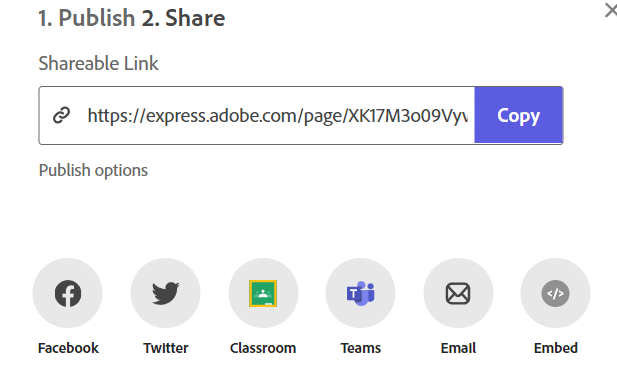 1. Publish 2. Share
Shareable Link
https://express.adobe.com/page/XK17M3o09Vyv
Copy
Publish options
Facebook Twitter Classroom Teams Email Embed